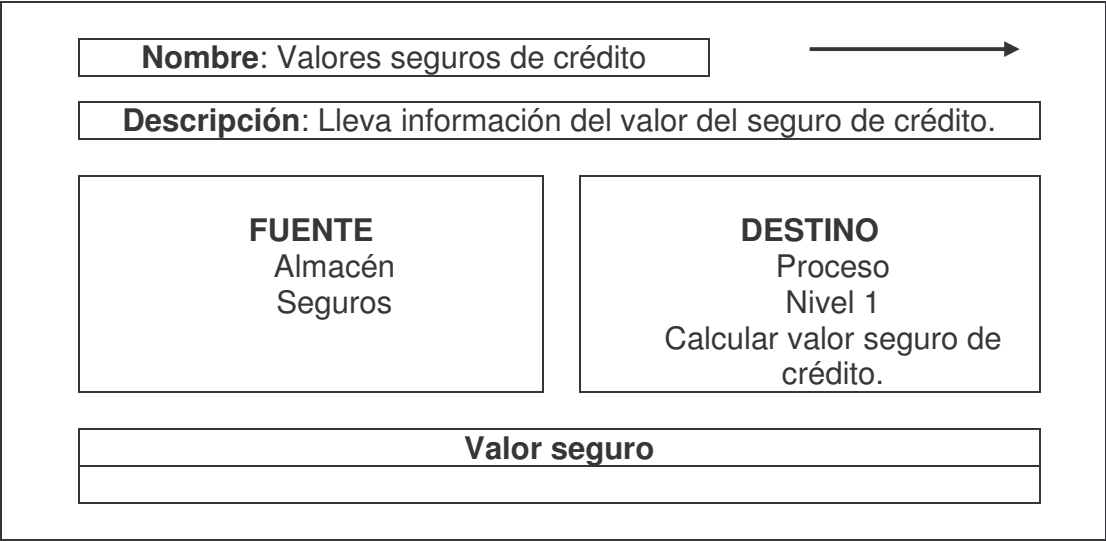 Nombre: Valores seguros de crédito
Descripción: Lleva información del valor del seguro de crédito.
FUENTE
Almacén
Seguros
DESTINO
Proceso
Nivel 1
Calcular valor seguro de
crédito.
Valor seguro